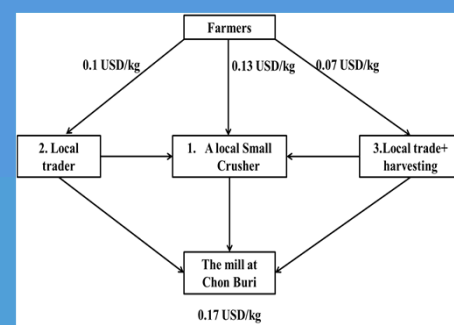 Farmers
0.1 USD/kg
0.13 USD/kg
0.07 USD/kg
2. Local
trader
1. A local Small
Crusher
3.Local trade+
harvesting
The mill at
Chon Buri
0.17 USD/kg